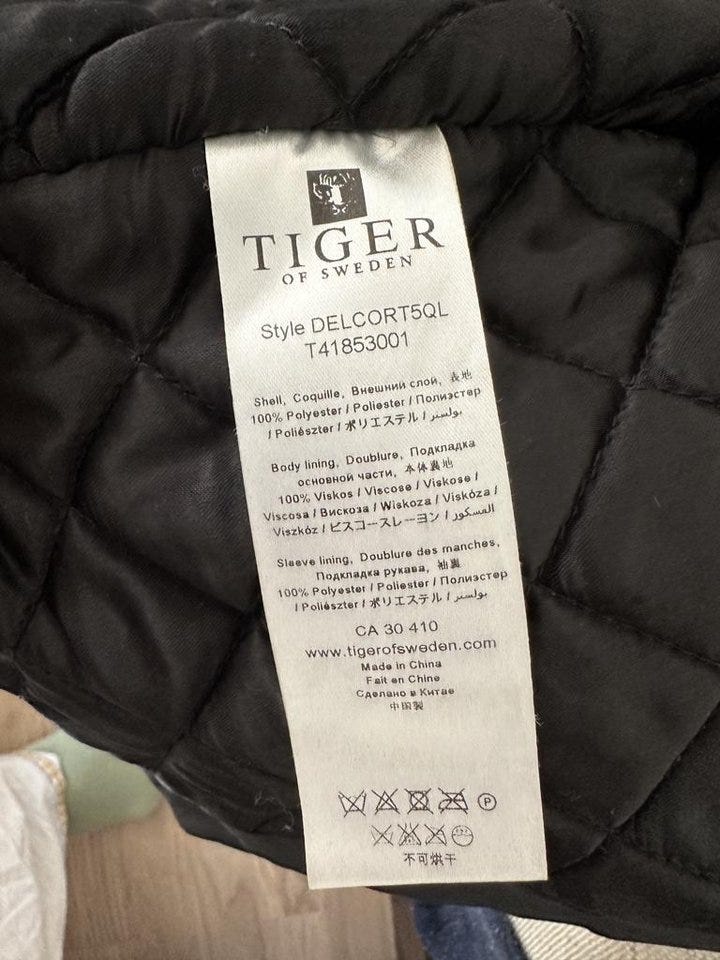 TIGER
OF SWEDEN
Style DELCORT5QL
T41853001
Shell, Coquille, Внешний слой, 表地
100% Polyester / Poliester / Полиэстер
/ Poliészter / ポリエステル / بولستر
Body lining, Doublure, Подкладка
основной части, 本体裏地
100% Viskos / Viscose / Viskose /
Viscosa / Вискоза / Wiskoza / Viskóza /
Viszkóz / ビスコースレーヨン / الفسكوز
Sleeve lining, Doublure des manches,
Подкладка рукава, 袖裏
100% Polyester / Poliester / Полиэстер
/ Poliészter / ポリエステル / بولستر
CA 30 410
www.tigerofsweden.com
Made in China
Fait en Chine
Сделано в Китае
中国製
P
不可烘干